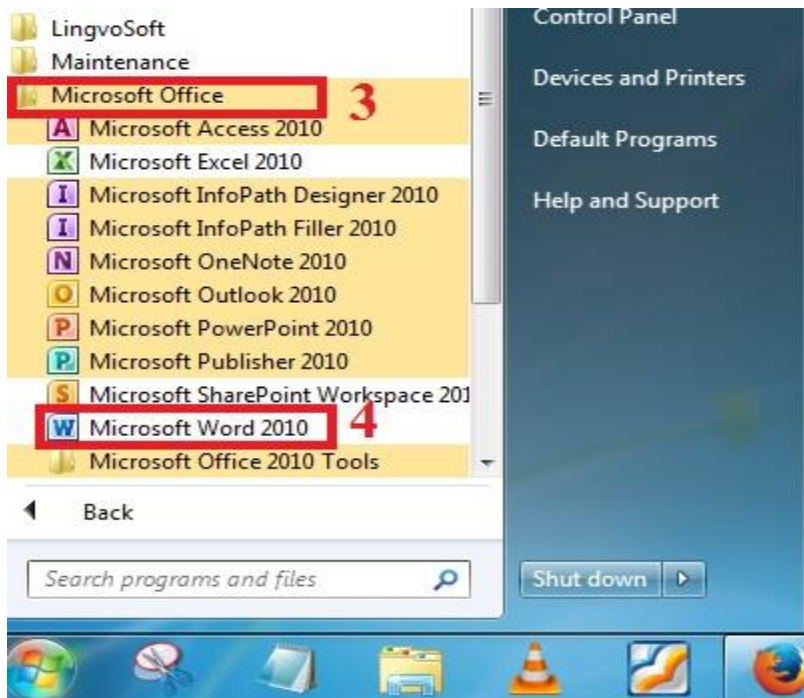 LingvoSoft
Maintenance
Microsoft Office
3
Microsoft Access 2010
Microsoft Excel 2010
Microsoft InfoPath Designer 2010
Microsoft InfoPath Filler 2010
Microsoft OneNote 2010
Microsoft Outlook 2010
Microsoft PowerPoint 2010
Microsoft Publisher 2010
Microsoft SharePoint Workspace 201
Microsoft Word 2010
4
Microsoft Office 2010 Tools
Back
Search programs and files
Control Panel
Devices and Printers
Default Programs
Help and Support
Shut down